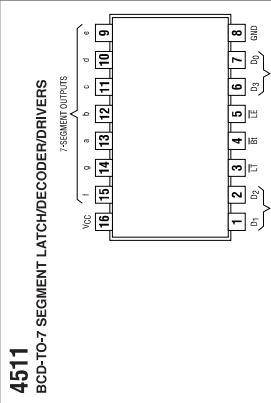 4511
BCD-TO-7 SEGMENT LATCH/DECODER/DRIVERS
7-SEGMENT OUTPUTS
VCC f g a b c d e
16 15 14 13 12 11 10 9
1 2 3 4 5 6 7 8
D1 D2 LT BI LE D3 D0 GND